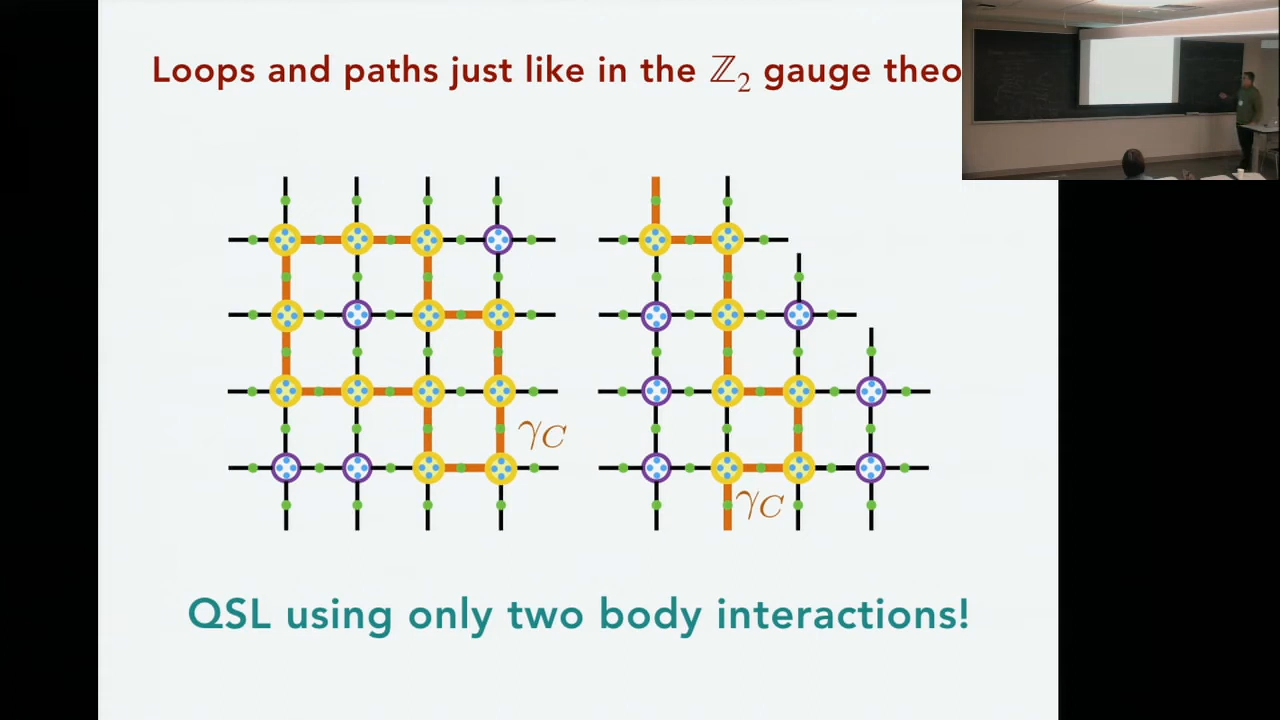 Loops and paths just like in the ℤ₂ gauge theo
γ_C
γ_C
QSL using only two body interactions!